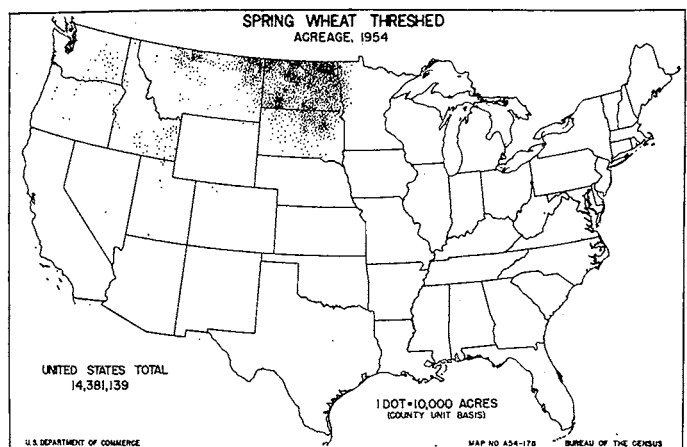 SPRING WHEAT THRESHED
ACREAGE, 1954
UNITED STATES TOTAL
14,381,139
1 DOT=10,000 ACRES
(COUNTY UNIT BASIS)
U.S. DEPARTMENT OF COMMERCE
MAP NO A54-178
BUREAU OF THE CENSUS